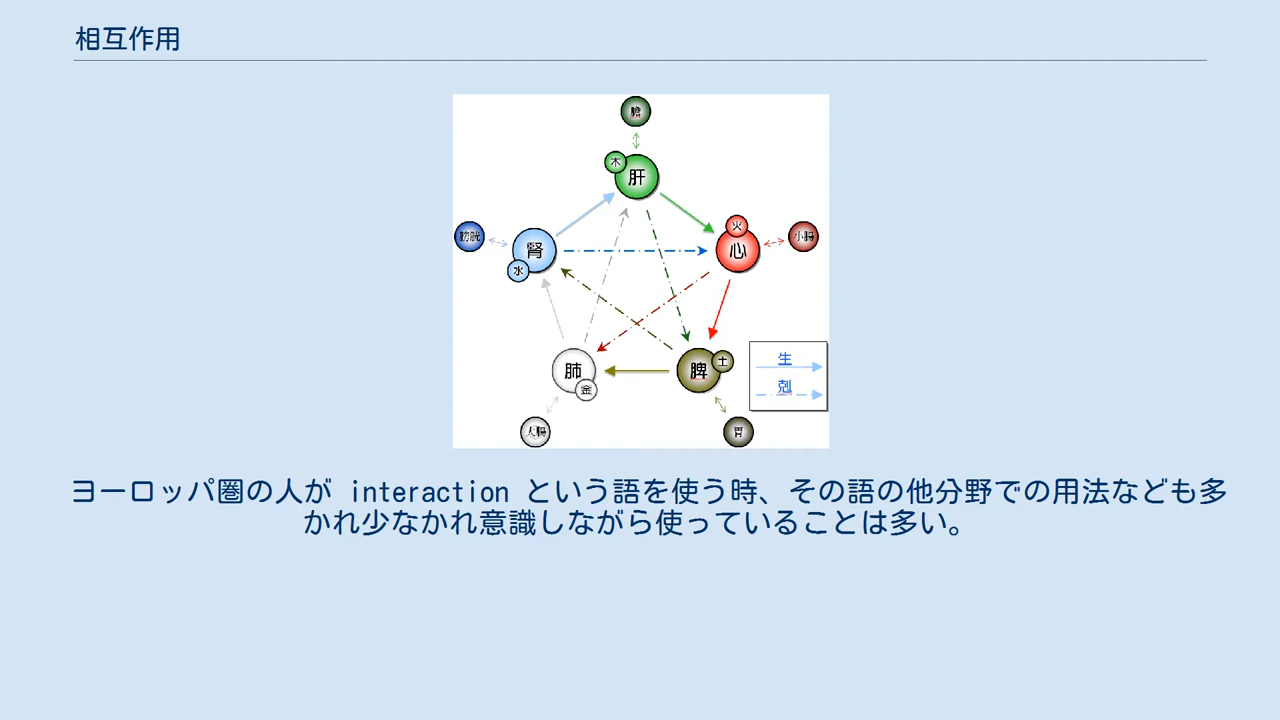 相互作用
膽
木
肝
火
心
小腸
膀胱
腎
水
生
剋
肺
金
脾
土
大腸
胃
ヨーロッパ圏の人が interaction という語を使う時、その語の他分野での用法なども多
かれ少なかれ意識しながら使っていることは多い。